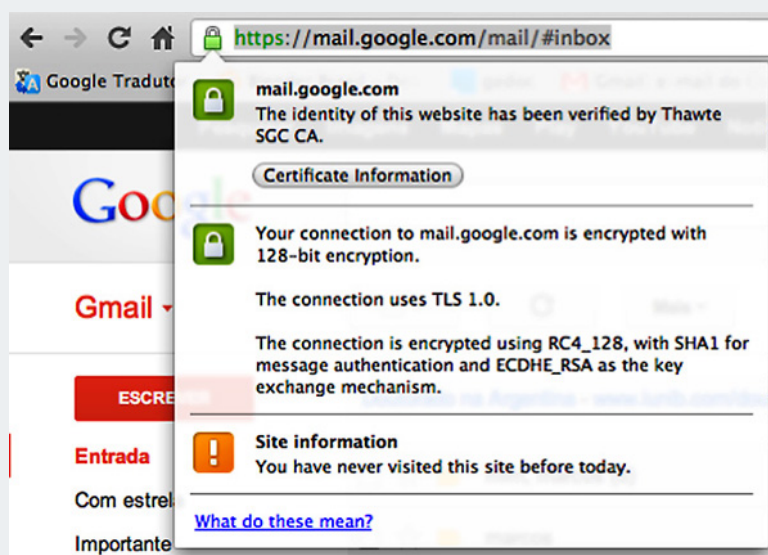 https://mail.google.com/mail/#inbox
Google Tradut
mail.google.com
The identity of this website has been verified by Thawte
SGC CA.
Certificate Information
Google
Your connection to mail.google.com is encrypted with
128-bit encryption.
Gmail
The connection uses TLS 1.0.
Mais
The connection is encrypted using RC4_128, with SHA1 for
message authentication and ECDHE_RSA as the key
exchange mechanism.
ESCRE
Entrada
Site information
You have never visited this site before today.
Com estrela
What do these mean?
Importante
marcos